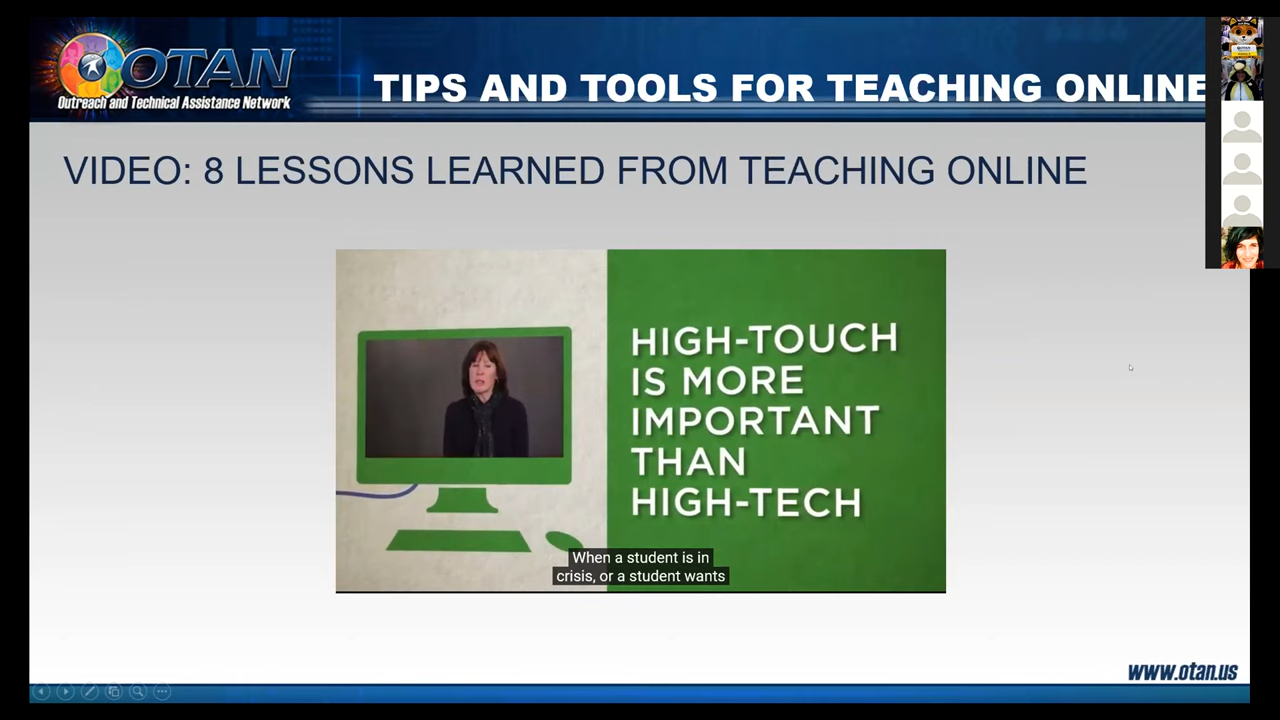 OTAN
Outreach and Technical Assistance Network
TIPS AND TOOLS FOR TEACHING ONLINE
VIDEO: 8 LESSONS LEARNED FROM TEACHING ONLINE
HIGH-TOUCH
IS MORE
IMPORTANT
THAN
HIGH-TECH
When a student is in
crisis, or a student wants
www.otan.us